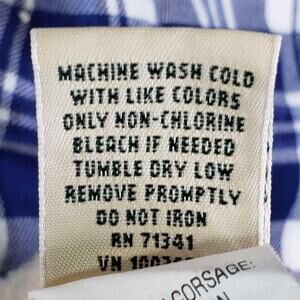 MACHINE WASH COLD
WITH LIKE COLORS
ONLY NON-CHLORINE
BLEACH IF NEEDED
TUMBLE DRY LOW
REMOVE PROMPTLY
DO NOT IRON
RN 71341
VN
CORSAGE: